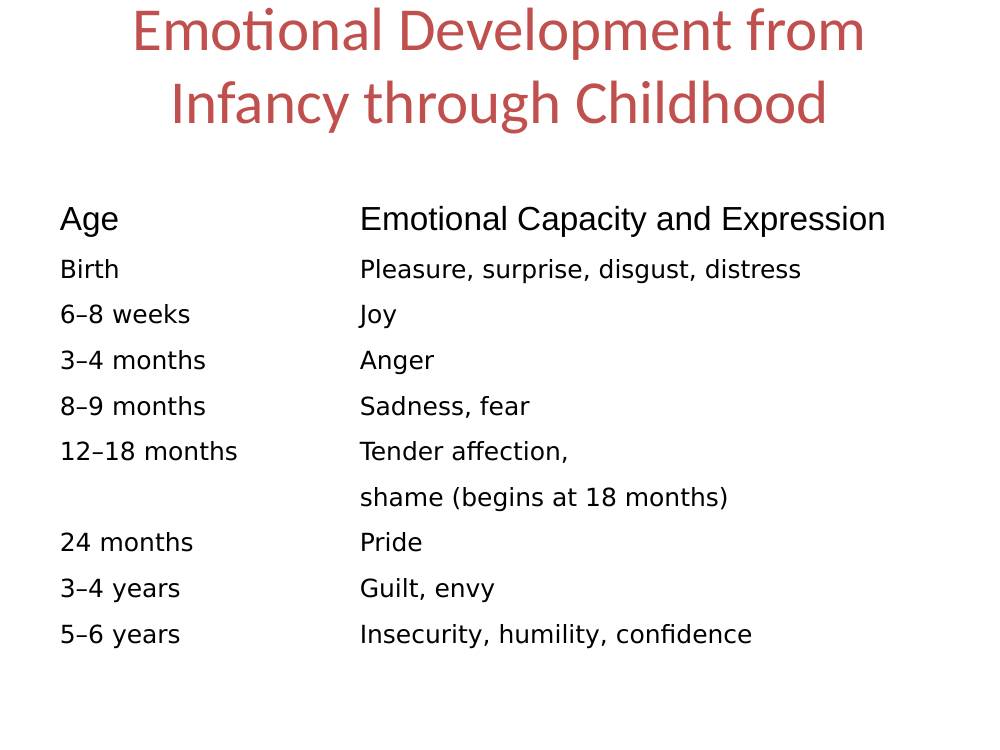 Emotional Development from
Infancy through Childhood
Age Emotional Capacity and Expression
Birth Pleasure, surprise, disgust, distress
6–8 weeks Joy
3–4 months Anger
8–9 months Sadness, fear
12–18 months Tender affection,
shame (begins at 18 months)
24 months Pride
3–4 years Guilt, envy
5–6 years Insecurity, humility, confidence